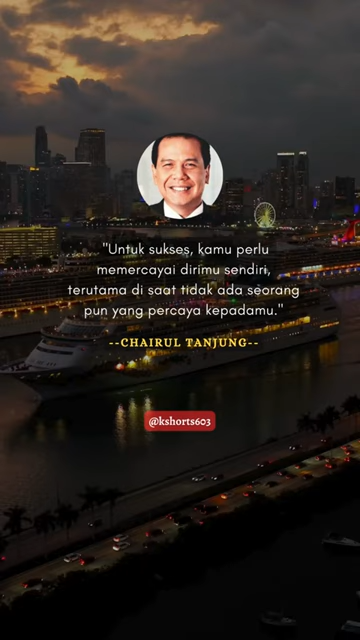 "Untuk sukses, kamu perlu
memercayai dirimu sendiri,
terutama di saat tidak ada seorang
pun yang percaya kepadamu."
--CHAIRUL TANJUNG--
@kshorts603